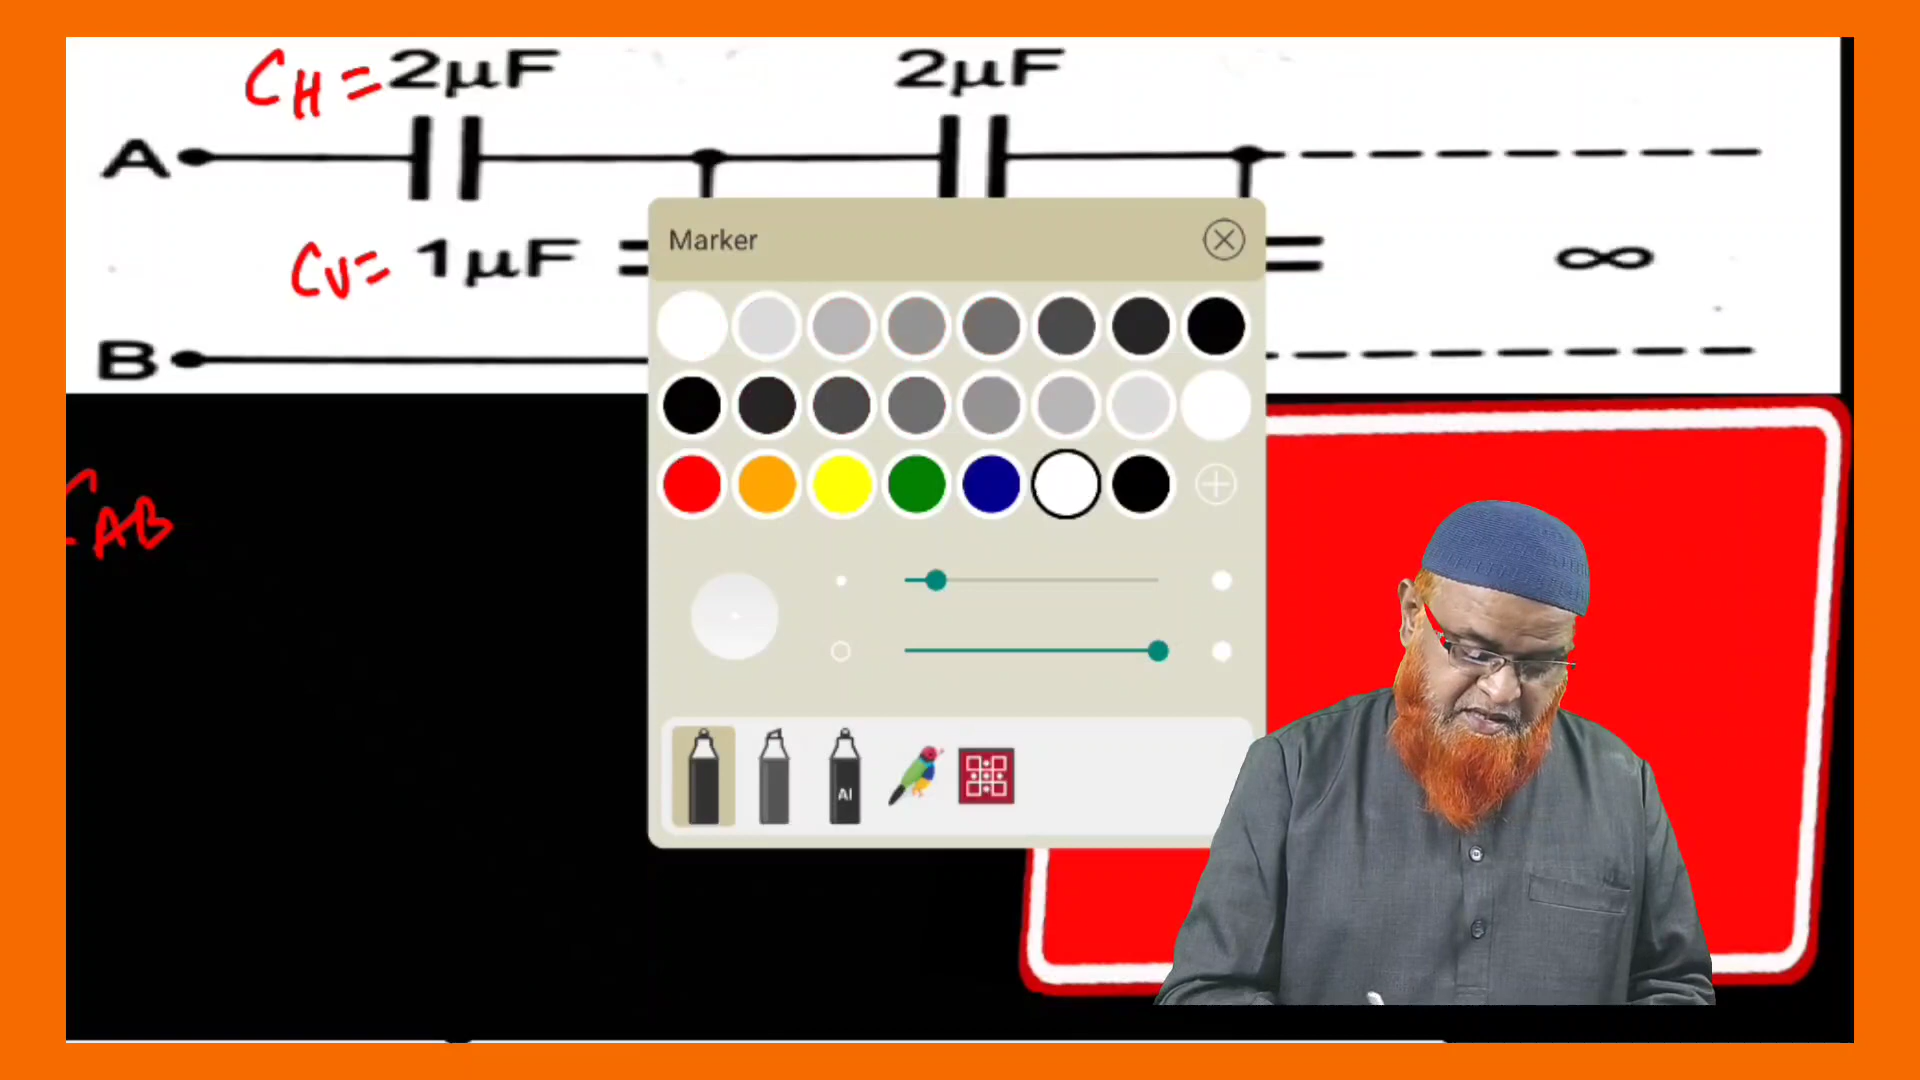 CH = 2μF 2μF
A
Marker
CV = 1μF ∞
B
CAB
AI